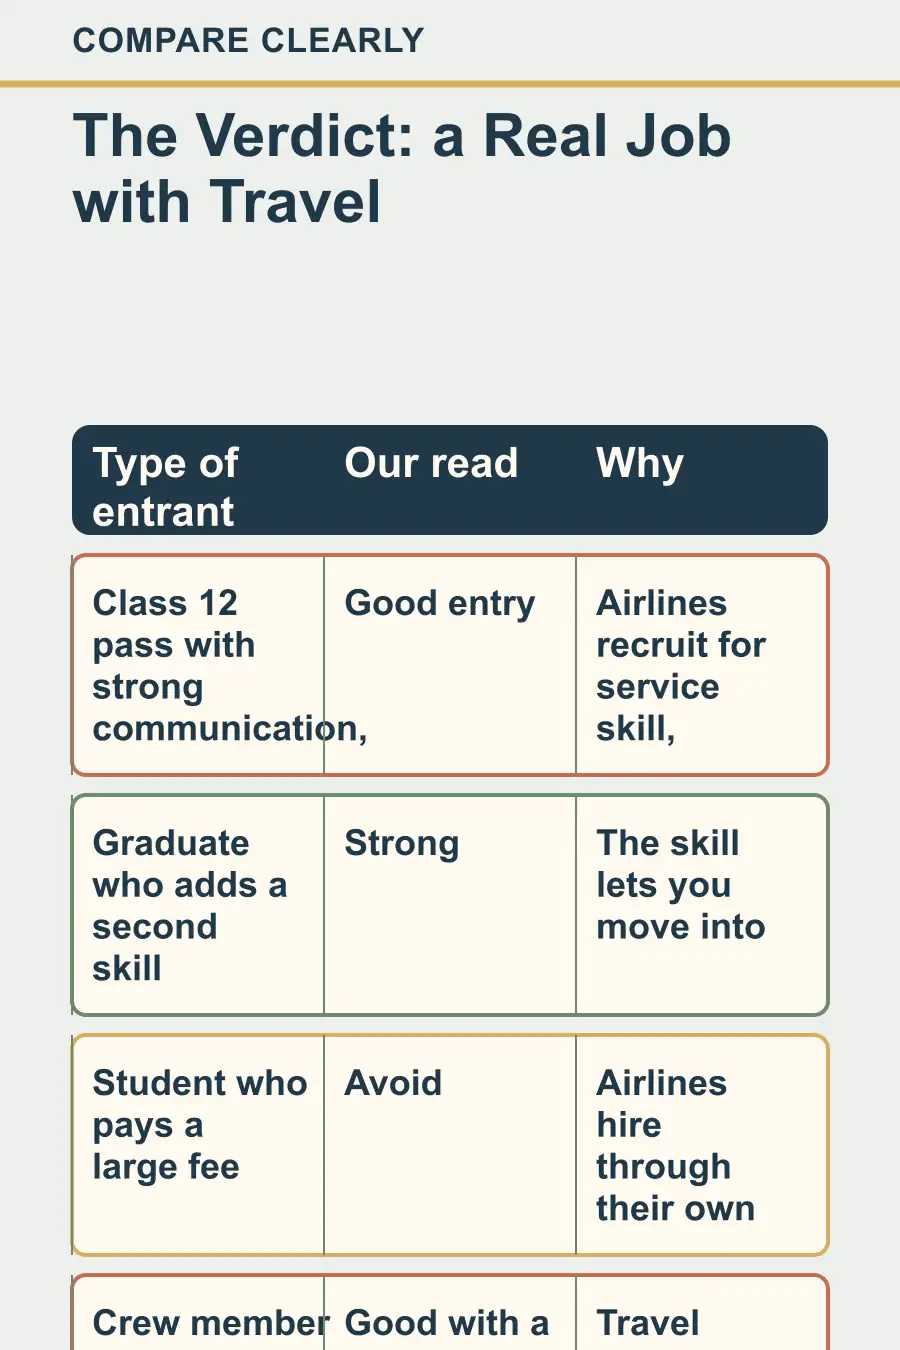 COMPARE CLEARLY
The Verdict: a Real Job
with Travel
Type of
entrant
Our read
Why
Class 12
pass with
strong
communication,
Good entry
Airlines
recruit for
service
skill,
Graduate
who adds a
second
skill
Strong
The skill
lets you
move into
Student who
pays a
large fee
Avoid
Airlines
hire
through
their own
Crew member
Good with a
Travel